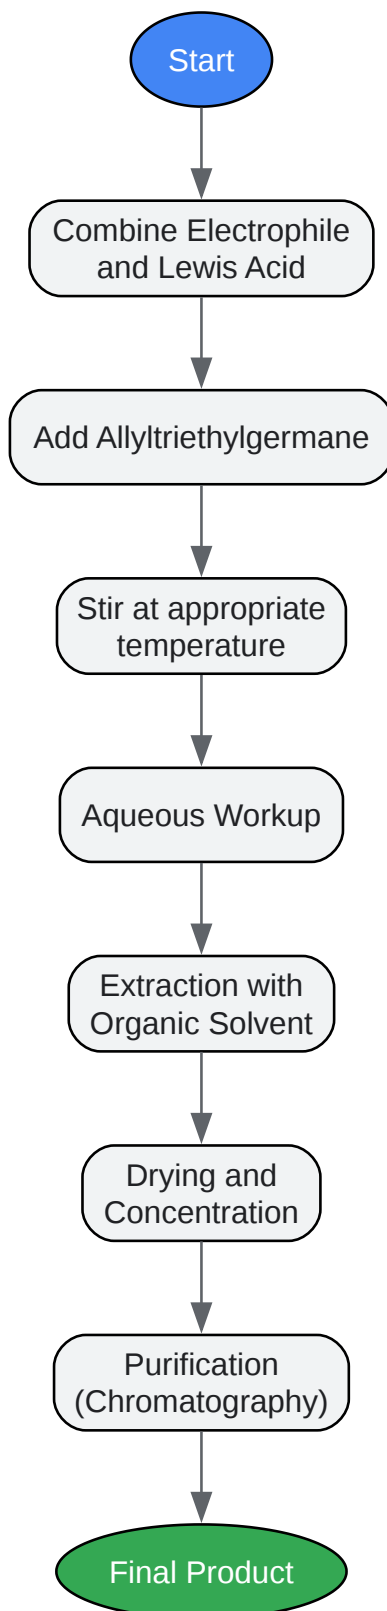 Start
Combine Electrophile
and Lewis Acid
Add Allyltriethylgermane
Stir at appropriate
temperature
Aqueous Workup
Extraction with
Organic Solvent
Drying and
Concentration
Purification
(Chromatography)
Final Product